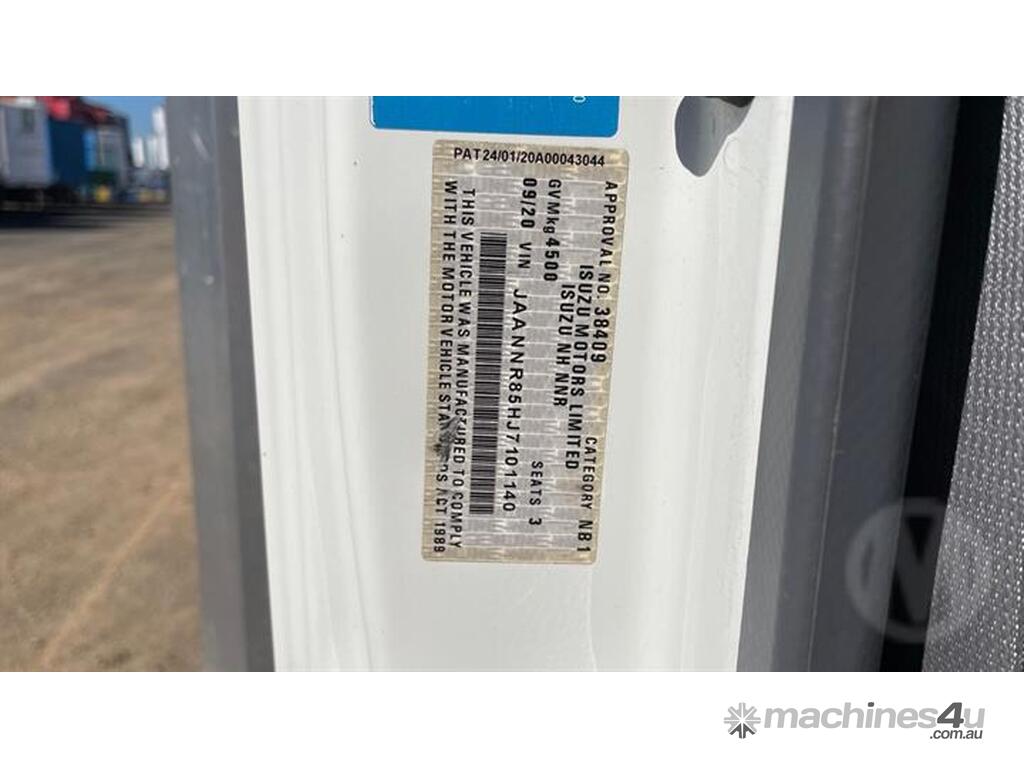 PAT24/01/20A00043044
APPROVAL NO. 38409 CATEGORY NB1
ISUZU MOTORS LIMITED
ISUZU NH NNR
GVMkg 4500 SEATS 3
09/20 VIN JAANNR85HJ7101140
THIS VEHICLE WAS MANUFACTURED TO COMPLY
WITH THE MOTOR VEHICLE STANDARDS ACT 1989
machines4u
.com.au